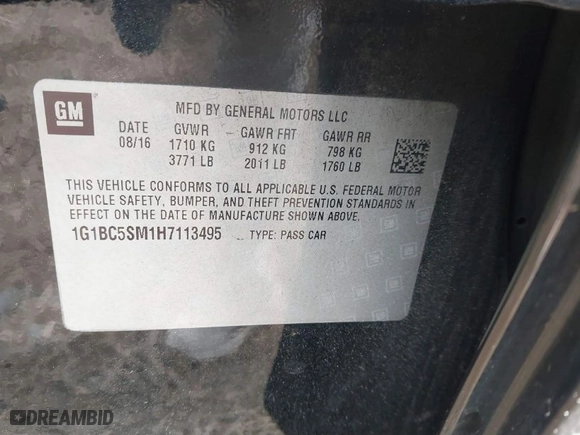 GM
MFD BY GENERAL MOTORS LLC
DATE GVWR GAWR FRT GAWR RR
08/16 1710 KG 912 KG 798 KG
3771 LB 2011 LB 1760 LB
THIS VEHICLE CONFORMS TO ALL APPLICABLE U.S. FEDERAL MOTOR
VEHICLE SAFETY, BUMPER, AND THEFT PREVENTION STANDARDS IN
EFFECT ON THE DATE OF MANUFACTURE SHOWN ABOVE.
1G1BC5SM1H7113495 TYPE: PASS CAR
DREAMBID